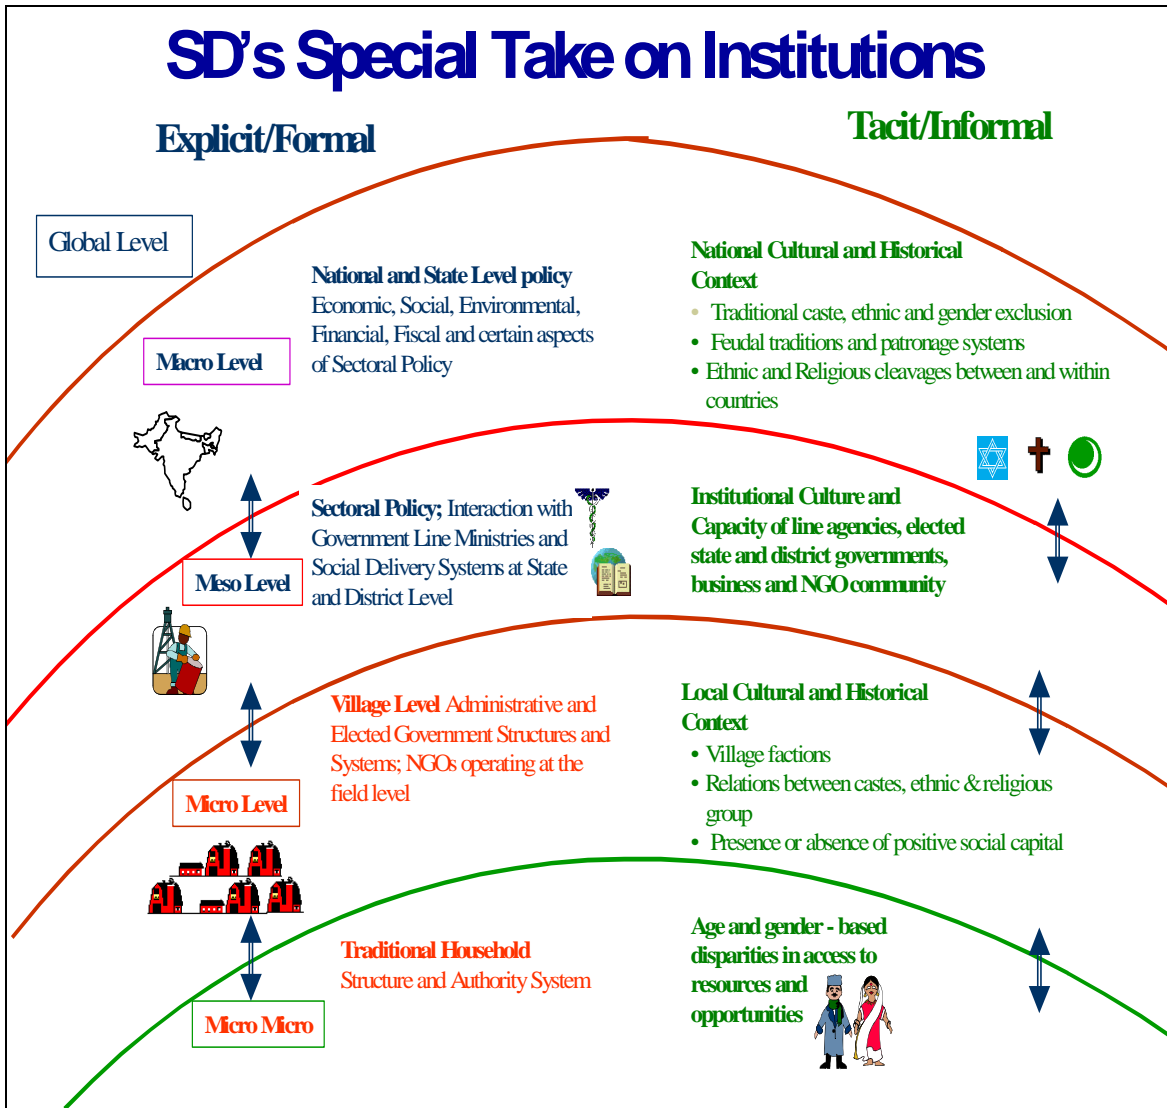 SD's Special Take on Institutions
Explicit/Formal
Tacit/Informal
Global Level
National and State Level policy
Economic, Social, Environmental,
Financial, Fiscal and certain aspects
of Sectoral Policy
National Cultural and Historical
Context
• Traditional caste, ethnic and gender exclusion
• Feudal traditions and patronage systems
• Ethnic and Religious cleavages between and within
countries
Macro Level
Sectoral Policy; Interaction with
Government Line Ministries and
Social Delivery Systems at State
and District Level
Institutional Culture and
Capacity of line agencies, elected
state and district governments,
business and NGO community
Meso Level
Village Level Administrative and
Elected Government Structures and
Systems; NGOs operating at the
field level
Local Cultural and Historical
Context
• Village factions
• Relations between castes, ethnic & religious
group
• Presence or absence of positive social capital
Micro Level
Traditional Household
Structure and Authority System
Age and gender - based
disparities in access to
resources and
opportunities
Micro Micro